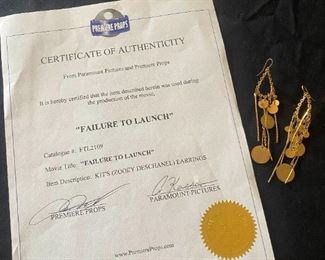 PREMIERE PROPS
CERTIFICATE OF AUTHENTICITY
From Paramount Pictures and Premiere Props
It is hereby certified that the item described herein was used during
the production of the movie,
"FAILURE TO LAUNCH"
Catalogue #: FTL2109
Movie Title: "FAILURE TO LAUNCH"
Item Description: KIT'S (ZOOEY DESCHANEL) EARRINGS
PREMIERE PROPS
PARAMOUNT PICTURES
www.PremiereProps.com